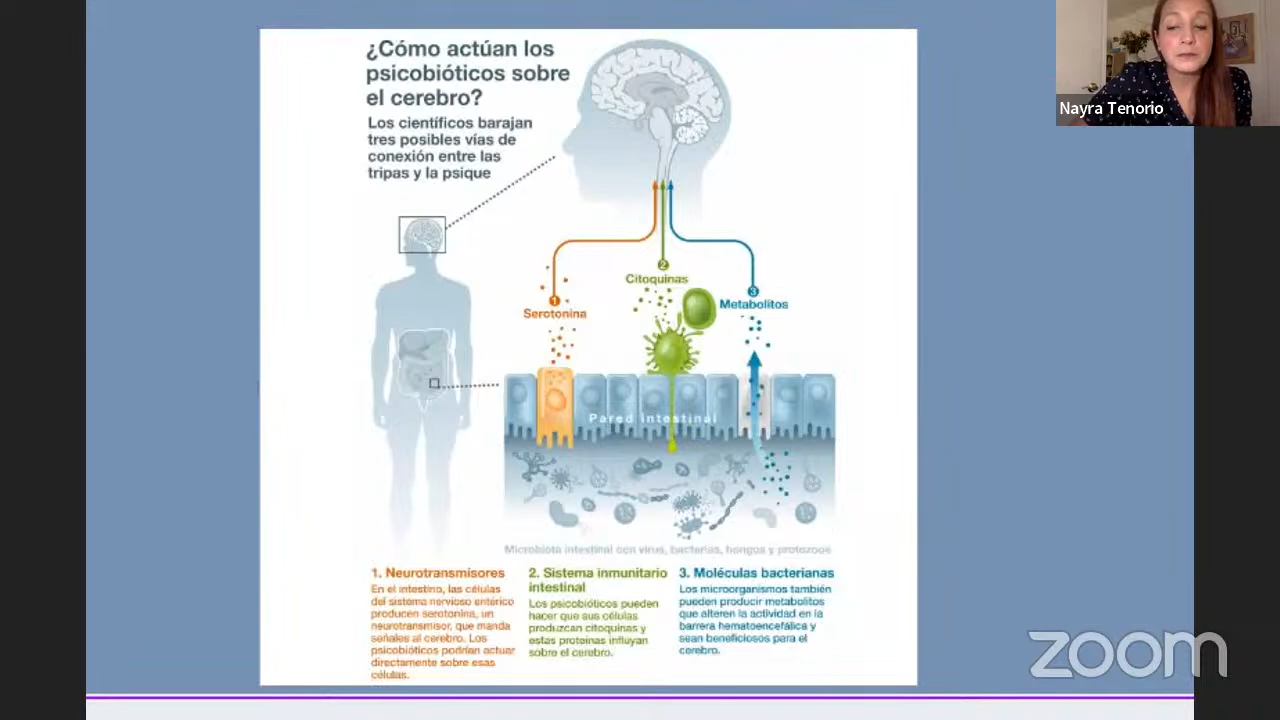 ¿Cómo actúan los
psicobióticos sobre
el cerebro?
Los científicos barajan
tres posibles vías de
conexión entre las
tripas y la psique
Nayra Tenorio
2
Citoquinas
3
Metabolitos
1
Serotonina
Pared intestinal
Microbiota intestinal con virus, bacterias, hongos y protozoos
1. Neurotransmisores
En el intestino, las células
del sistema nervioso entérico
producen serotonina, un
neurotransmisor, que manda
señales al cerebro. Los
psicobióticos podrían actuar
directamente sobre esas
células.
2. Sistema inmunitario
intestinal
Los psicobióticos pueden
hacer que sus células
produzcan citoquinas y
estas proteínas influyan
sobre el cerebro.
3. Moléculas bacterianas
Los microorganismos también
pueden producir metabolitos
que alteren la actividad en la
barrera hematoencefálica y
sean beneficiosos para el
cerebro.
zoom